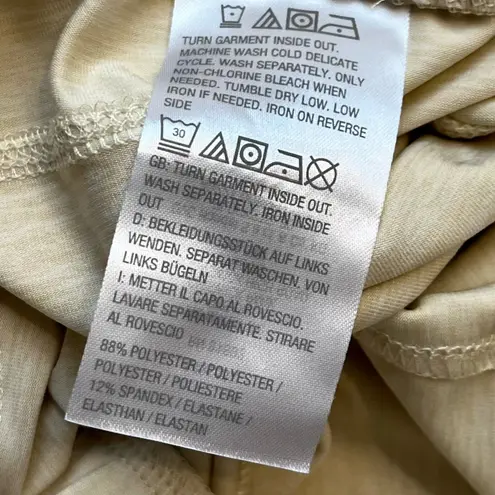 TURN GARMENT INSIDE OUT.
MACHINE WASH COLD DELICATE
CYCLE. WASH SEPARATELY. ONLY
NON-CHLORINE BLEACH WHEN
NEEDED. TUMBLE DRY LOW. LOW
IRON IF NEEDED. IRON ON REVERSE
SIDE
30
GB: TURN GARMENT INSIDE OUT.
WASH SEPARATELY. IRON INSIDE
OUT
D: BEKLEIDUNGSSTÜCK AUF LINKS
WENDEN. SEPARAT WASCHEN. VON
LINKS BÜGELN
I: METTER IL CAPO AL ROVESCIO.
LAVARE SEPARATAMENTE. STIRARE
AL ROVESCIO
88% POLYESTER / POLYESTER /
POLYESTER / POLIESTERE
12% SPANDEX / ELASTANE /
ELASTHAN / ELASTAN